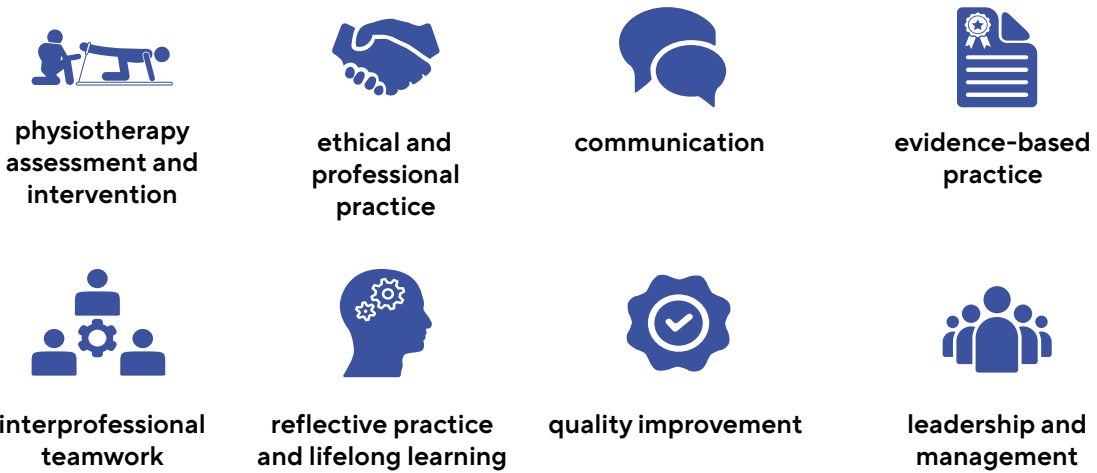 physiotherapy
assessment and
intervention
ethical and
professional
practice
communication
evidence-based
practice
interprofessional
teamwork
reflective practice
and lifelong learning
quality improvement
leadership and
management